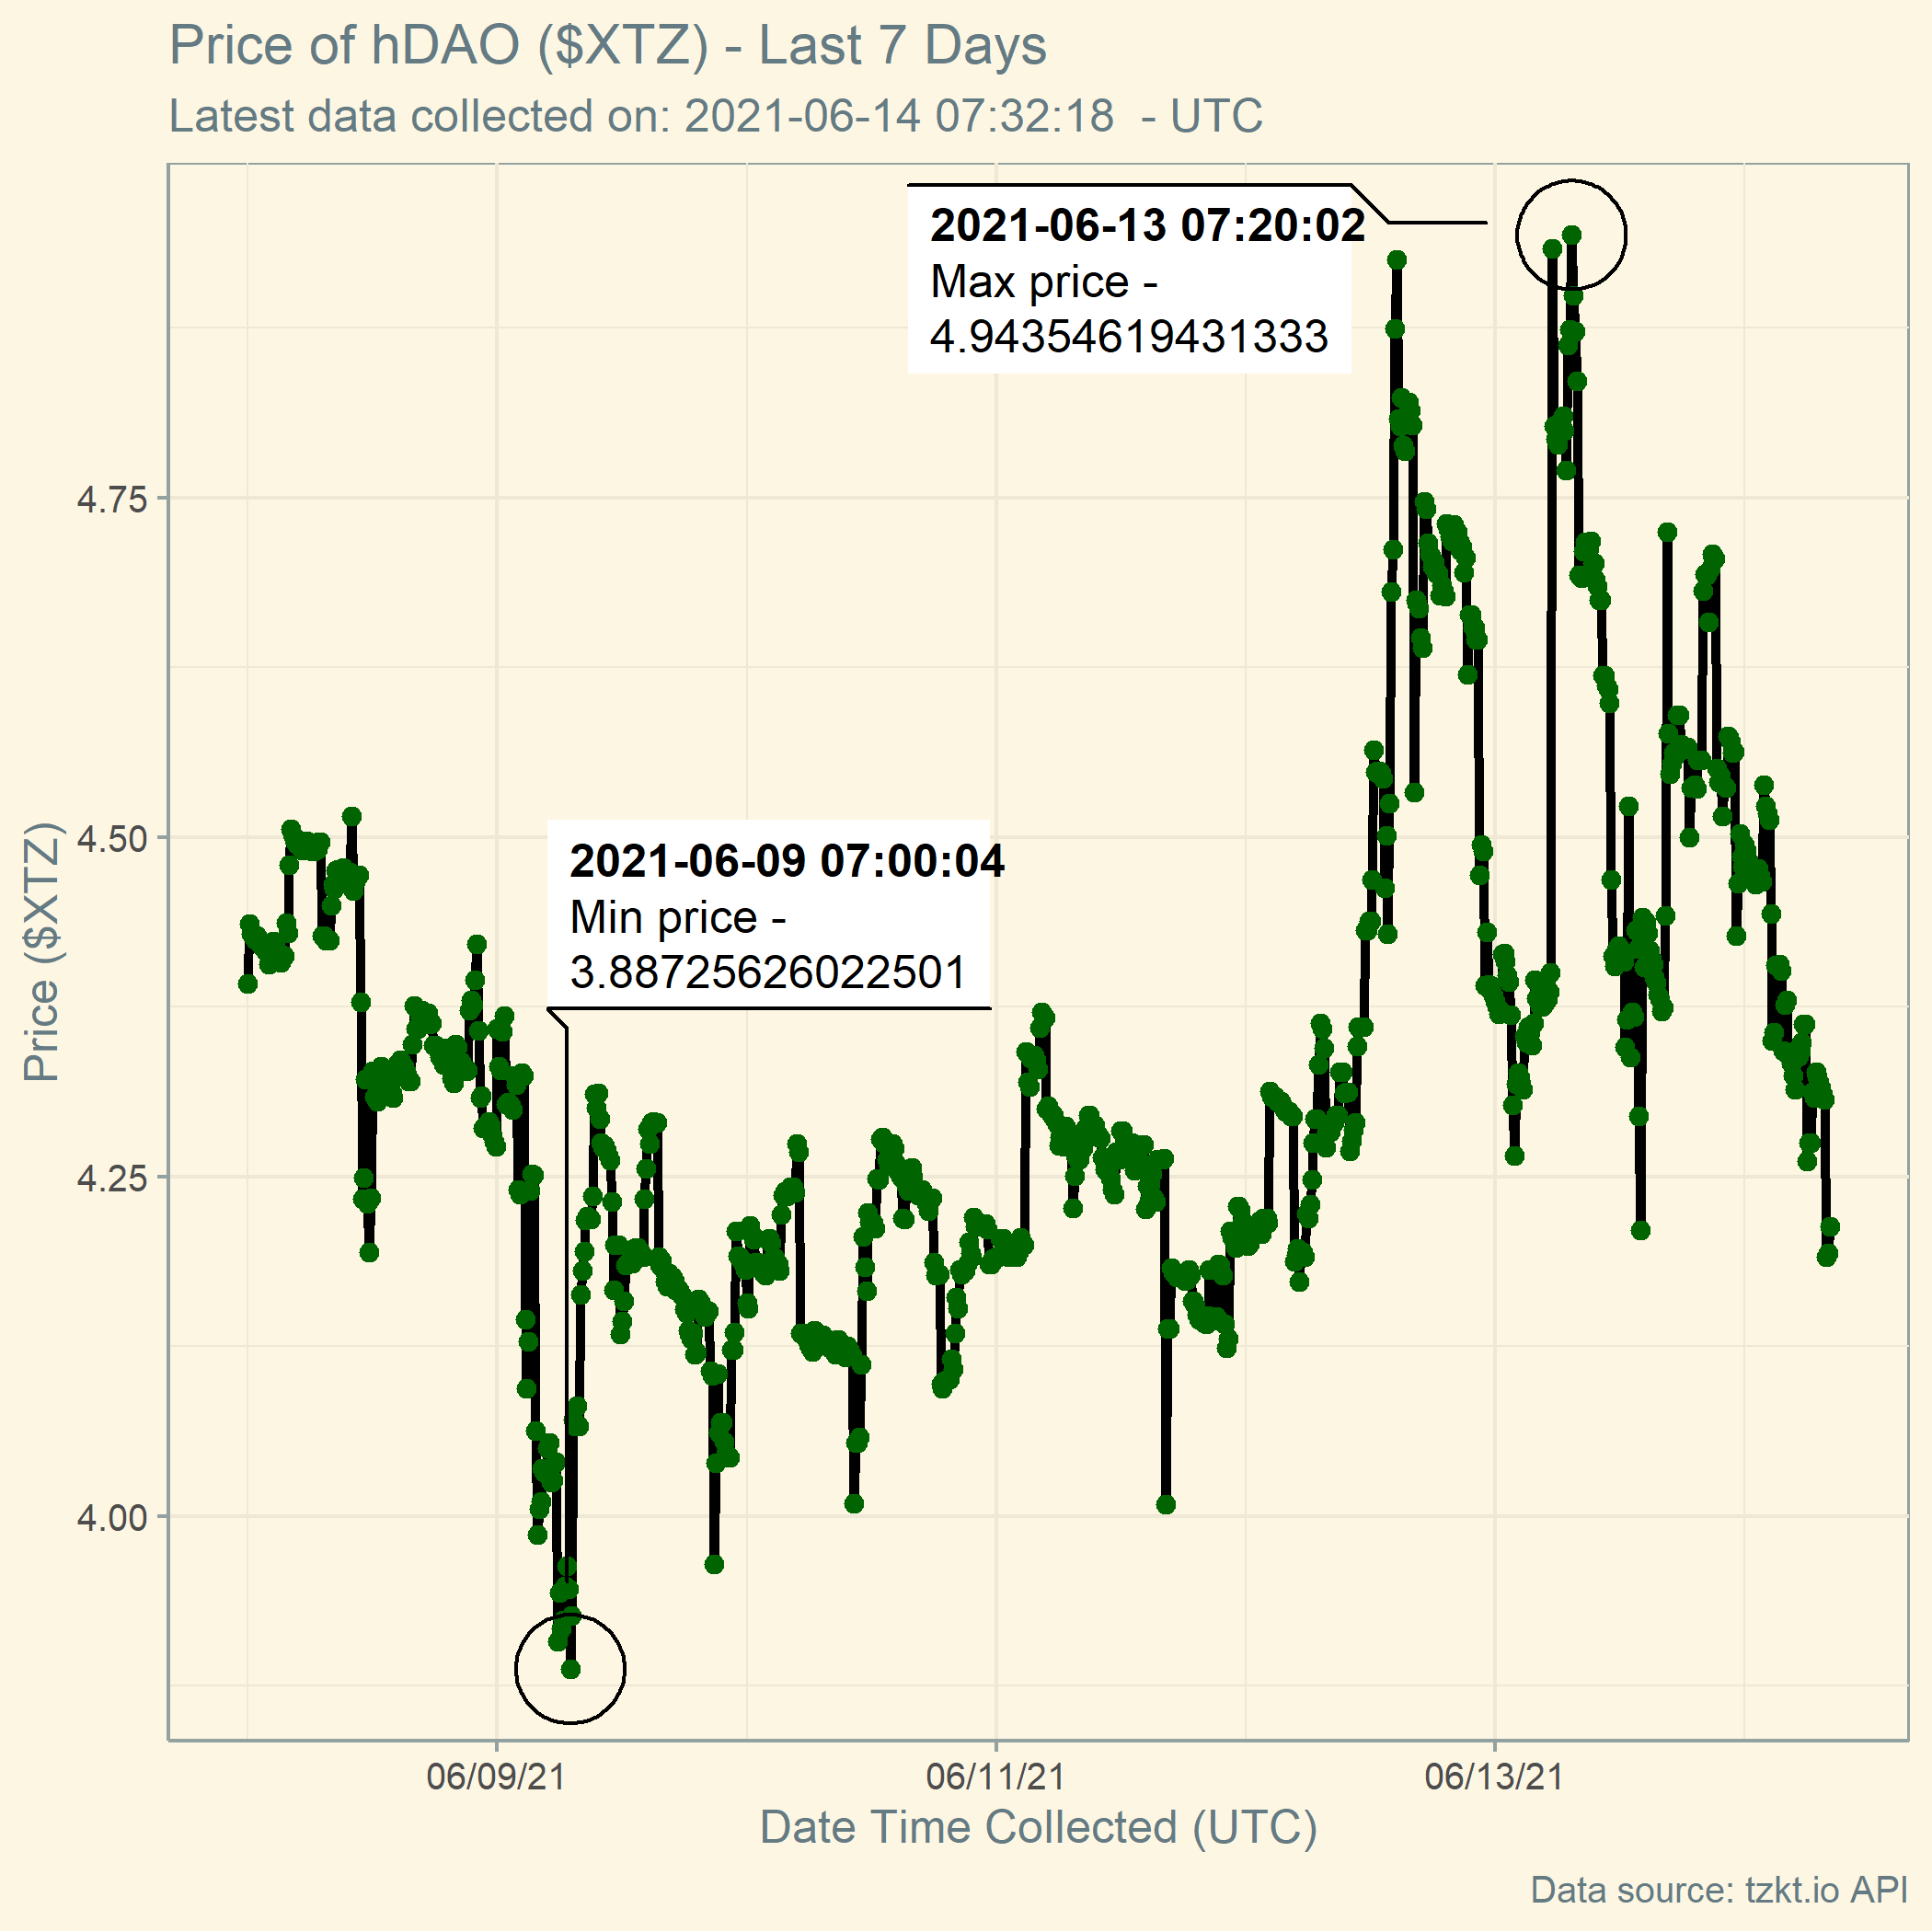 Price of hDAO ($XTZ) - Last 7 Days
Latest data collected on: 2021-06-14 07:32:18  - UTC
2021-06-13 07:20:02
Max price -
4.94354619431333
4.75
4.50
2021-06-09 07:00:04
Min price -
3.88725626022501
Price ($XTZ)
4.25
4.00
06/09/21
06/11/21
06/13/21
Date Time Collected (UTC)
Data source: tzkt.io API